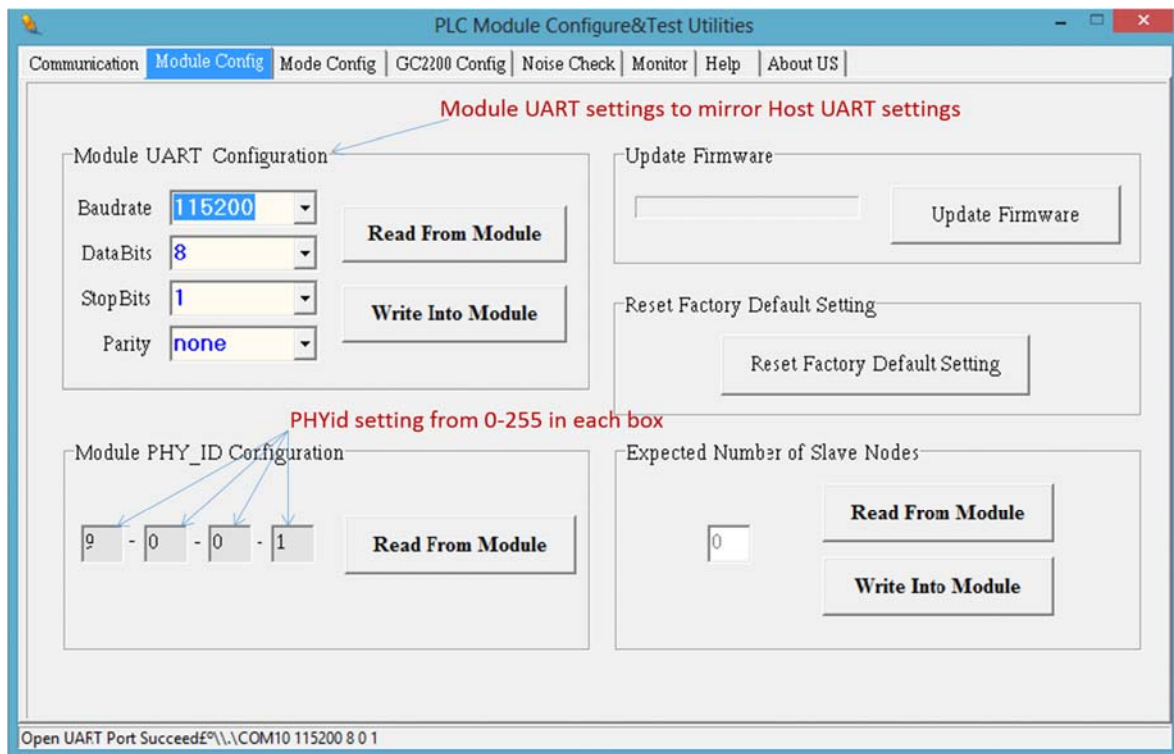 PLC Module Configure&Test Utilities
Communication Module Config Mode Config GC2200 Config Noise Check Monitor Help About US
Module UART settings to mirror Host UART settings
Module UART Configuration
Baudrate 115200
DataBits 8
StopBits 1
Parity none
Read From Module
Write Into Module
Update Firmware
Update Firmware
Reset Factory Default Setting
Reset Factory Default Setting
PHYid setting from 0-255 in each box
Module PHY_ID Configuration
9 - 0 - 0 - 1
Read From Module
Expected Number of Slave Nodes
0
Read From Module
Write Into Module
Open UART Port Succeed£º\\.\COM10 115200 8 0 1